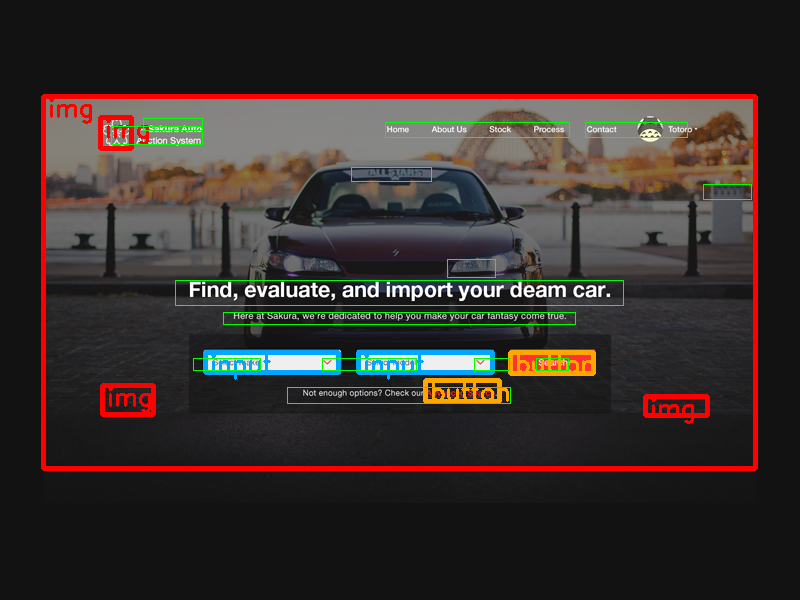 img
img
Sakura Auto
Auction System
Home About Us Stock Process Contact Totoro
ALLSTARS
Find, evaluate, and import your deam car.
Here at Sakura, we're dedicated to help you make your car fantasy come true.
input input button
Search
Not enough options? Check our
button
img
img